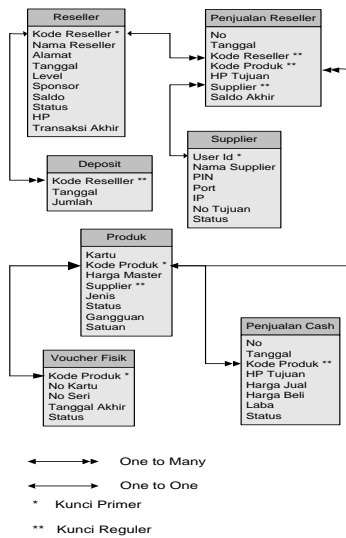 Reseller
Kode Reseller *
Nama Reseller
Alamat
Tanggal
Level
Sponsor
Saldo
Status
HP
Transaksi Akhir
Penjualan Reseller
No
Tanggal
Kode Reseller **
Kode Produk **
HP Tujuan
Supplier **
Saldo Akhir
Supplier
User Id *
Nama Supplier
PIN
Port
IP
No Tujuan
Status
Deposit
Kode Reselller **
Tanggal
Jumlah
Produk
Kartu
Kode Produk *
Harga Master
Supplier **
Jenis
Status
Gangguan
Satuan
Penjualan Cash
No
Tanggal
Kode Produk **
HP Tujuan
Harga Jual
Harga Beli
Laba
Status
Voucher Fisik
Kode Produk *
No Kartu
No Seri
Tanggal Akhir
Status
One to Many
One to One
* Kunci Primer
** Kunci Reguler